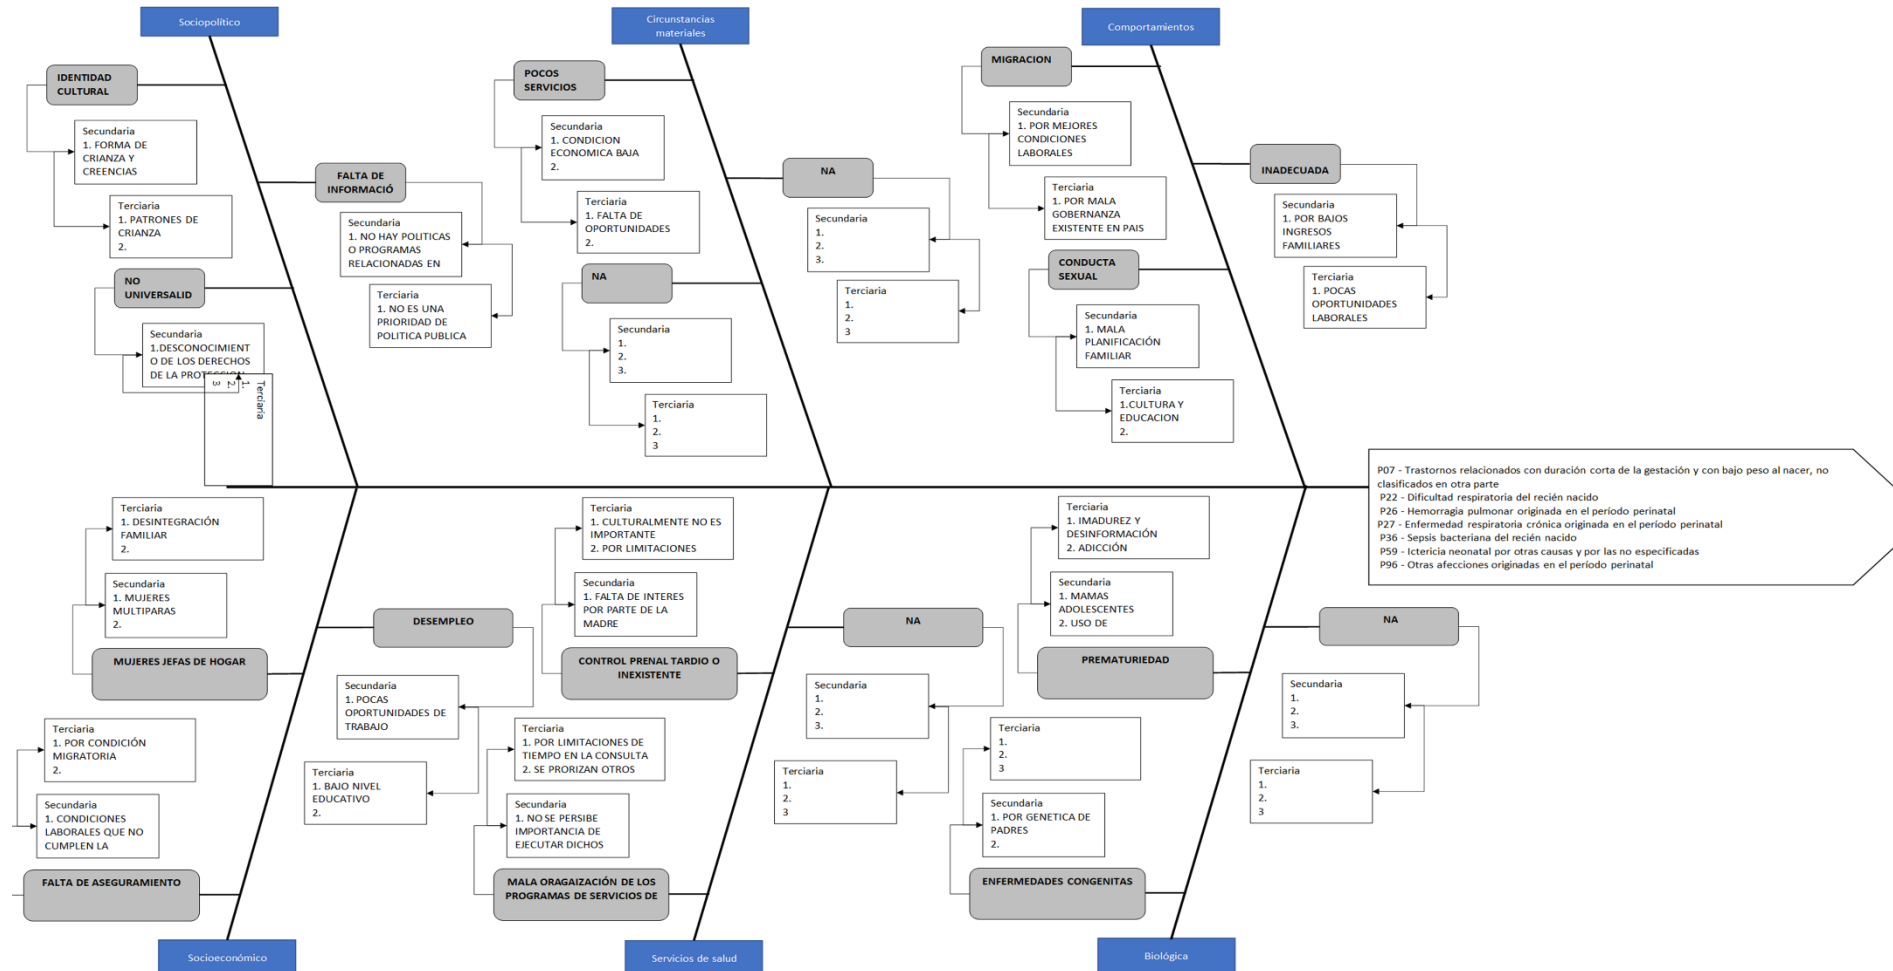 Sociopolítico
IDENTIDAD
CULTURAL
Secundaria
1. FORMA DE
CRIANZA Y
CREENCIAS
Terciaria
1. PATRONES DE
CRIANZA
2.
FALTA DE
INFORMACIÓ
Secundaria
1. NO HAY POLITICAS
O PROGRAMAS
RELACIONADAS EN
Terciaria
1. NO ES UNA
PRIORIDAD DE
POLITICA PUBLICA
NO
UNIVERSALID
Secundaria
1.DESCONOCIMIENT
O DE LOS DERECHOS
DE LA PROTECCION
Terciaria
1.
2.
3
Circunstancias
materiales
POCOS
SERVICIOS
Secundaria
1. CONDICION
ECONOMICA BAJA
2.
Terciaria
1. FALTA DE
OPORTUNIDADES
2.
NA
Secundaria
1.
2.
3.
Terciaria
1.
2.
3
NA
Secundaria
1.
2.
3.
Terciaria
1.
2.
3
Comportamientos
MIGRACION
Secundaria
1. POR MEJORES
CONDICIONES
LABORALES
Terciaria
1. POR MALA
GOBERNANZA
EXISTENTE EN PAIS
INADECUADA
Secundaria
1. POR BAJOS
INGRESOS
FAMILIARES
Terciaria
1. POCAS
OPORTUNIDADES
LABORALES
CONDUCTA
SEXUAL
Secundaria
1. MALA
PLANIFICACIÓN
FAMILIAR
Terciaria
1.CULTURA Y
EDUCACION
2.
P07 - Trastornos relacionados con duración corta de la gestación y con bajo peso al nacer, no
clasificados en otra parte
P22 - Dificultad respiratoria del recién nacido
P26 - Hemorragia pulmonar originada en el período perinatal
P27 - Enfermedad respiratoria crónica originada en el período perinatal
P36 - Sepsis bacteriana del recién nacido
P59 - Ictericia neonatal por otras causas y por las no especificadas
P96 - Otras afecciones originadas en el período perinatal
Terciaria
1. DESINTEGRACIÓN
FAMILIAR
2.
Secundaria
1. MUJERES
MULTIPARAS
2.
MUJERES JEFAS DE HOGAR
DESEMPLEO
Secundaria
1. POCAS
OPORTUNIDADES DE
TRABAJO
Terciaria
1. BAJO NIVEL
EDUCATIVO
2.
Terciaria
1. POR CONDICIÓN
MIGRATORIA
2.
Secundaria
1. CONDICIONES
LABORALES QUE NO
CUMPLEN LA
FALTA DE ASEGURAMIENTO
Socioeconómico
Terciaria
1. CULTURALMENTE NO ES
IMPORTANTE
2. POR LIMITACIONES
Secundaria
1. FALTA DE INTERES
POR PARTE DE LA
MADRE
CONTROL PRENAL TARDIO O
INEXISTENTE
NA
Secundaria
1.
2.
3.
Terciaria
1.
2.
3
Terciaria
1. POR LIMITACIONES DE
TIEMPO EN LA CONSULTA
2. SE PRORIZAN OTROS
Secundaria
1. NO SE PERSIBE
IMPORTANCIA DE
EJECUTAR DICHOS
MALA ORAGAIZACIÓN DE LOS
PROGRAMAS DE SERVICIOS DE
Servicios de salud
Terciaria
1. IMADUREZ Y
DESINFORMACIÓN
2. ADICCIÓN
Secundaria
1. MAMAS
ADOLESCENTES
2. USO DE
PREMATURIEDAD
NA
Secundaria
1.
2.
3.
Terciaria
1.
2.
3
Terciaria
1.
2.
3
Secundaria
1. POR GENETICA DE
PADRES
2.
ENFERMEDADES CONGENITAS
Biológica